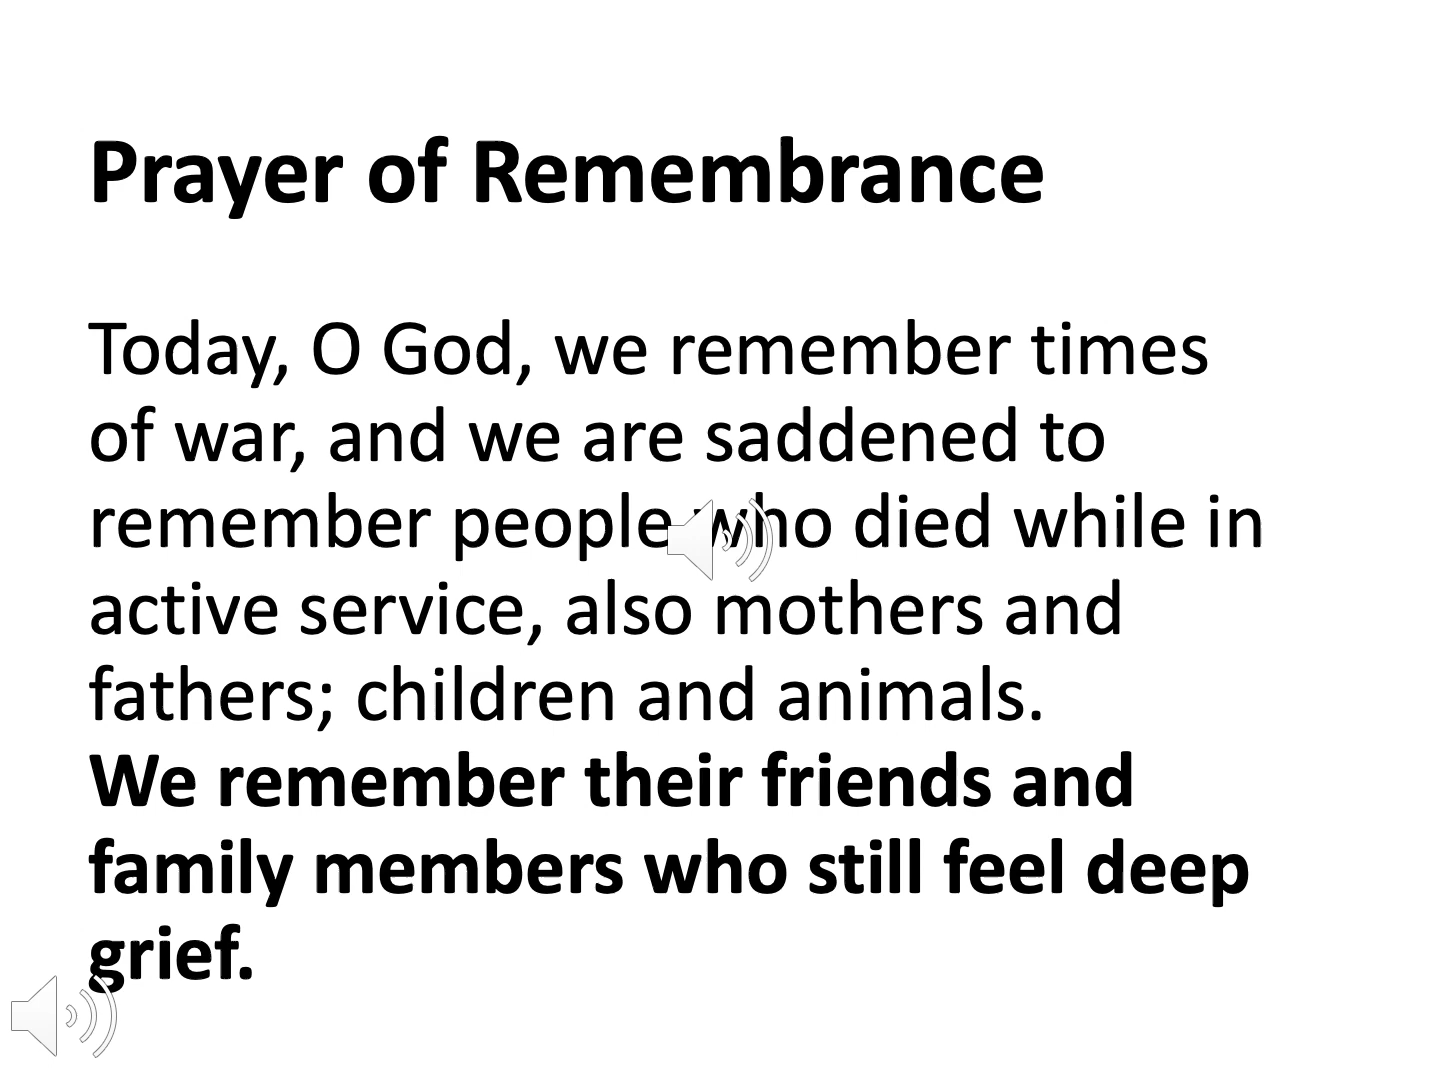 Prayer of Remembrance
Today, O God, we remember times
of war, and we are saddened to
remember people who died while in
active service, also mothers and
fathers; children and animals.
We remember their friends and
family members who still feel deep
grief.